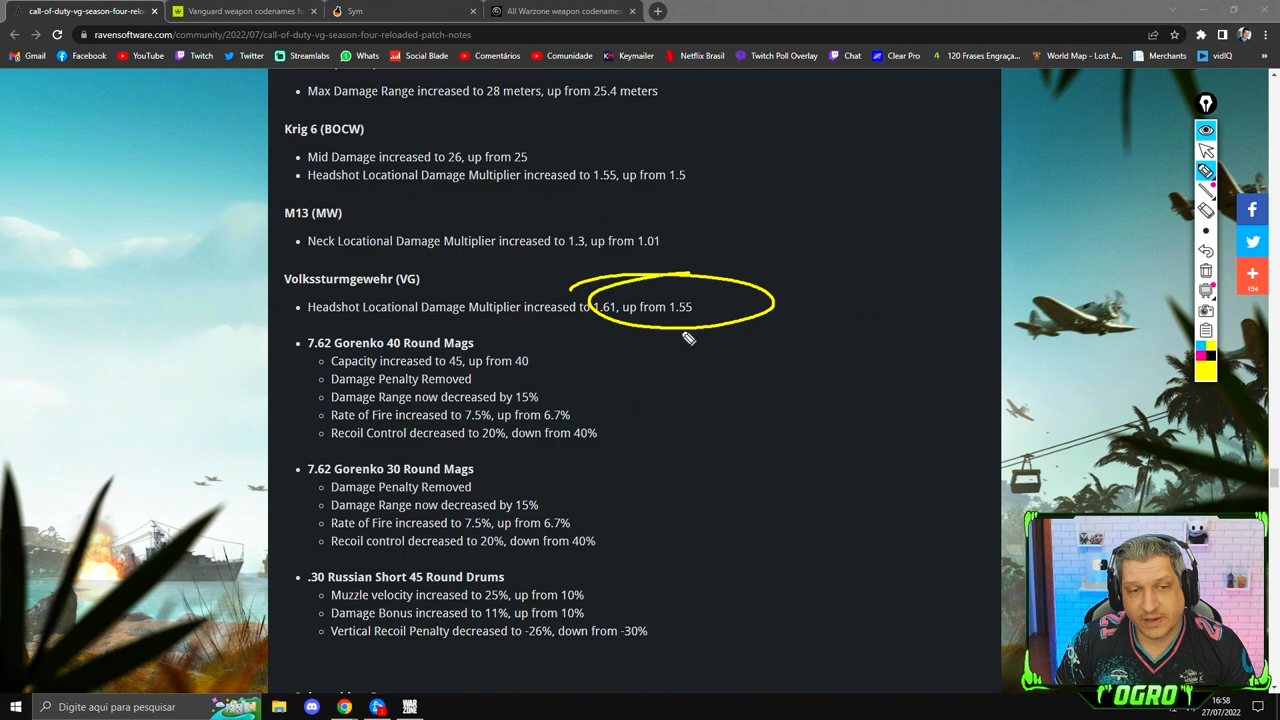 call-of-duty-vg-season-four-reloa
Vanguard weapon codenames f
Sym
All Warzone weapon codenames
ravensoftware.com/community/2022/07/call-of-duty-vg-season-four-reloaded-patch-notes
Gmail
Facebook
YouTube
Twitch
Twitter
Streamlabs
Whats
Social Blade
Comentários
Comunidade
Keymailer
Netflix Brasil
Twitch Poll Overlay
Chat
Clear Pro
120 Frases Engraça...
World Map - Lost A...
Merchants
vidIQ
Max Damage Range increased to 28 meters, up from 25.4 meters
Krig 6 (BOCW)
Mid Damage increased to 26, up from 25
Headshot Locational Damage Multiplier increased to 1.55, up from 1.5
M13 (MW)
Neck Locational Damage Multiplier increased to 1.3, up from 1.01
Volkssturmgewehr (VG)
Headshot Locational Damage Multiplier increased to 1.61, up from 1.55
7.62 Gorenko 40 Round Mags
Capacity increased to 45, up from 40
Damage Penalty Removed
Damage Range now decreased by 15%
Rate of Fire increased to 7.5%, up from 6.7%
Recoil Control decreased to 20%, down from 40%
7.62 Gorenko 30 Round Mags
Damage Penalty Removed
Damage Range now decreased by 15%
Rate of Fire increased to 7.5%, up from 6.7%
Recoil control decreased to 20%, down from 40%
.30 Russian Short 45 Round Drums
Muzzle velocity increased to 25%, up from 10%
Damage Bonus increased to 11%, up from 10%
Vertical Recoil Penalty decreased to -26%, down from -30%
154
OGRO
Digite aqui para pesquisar
WAR
ZONE
16:58
27/07/2022